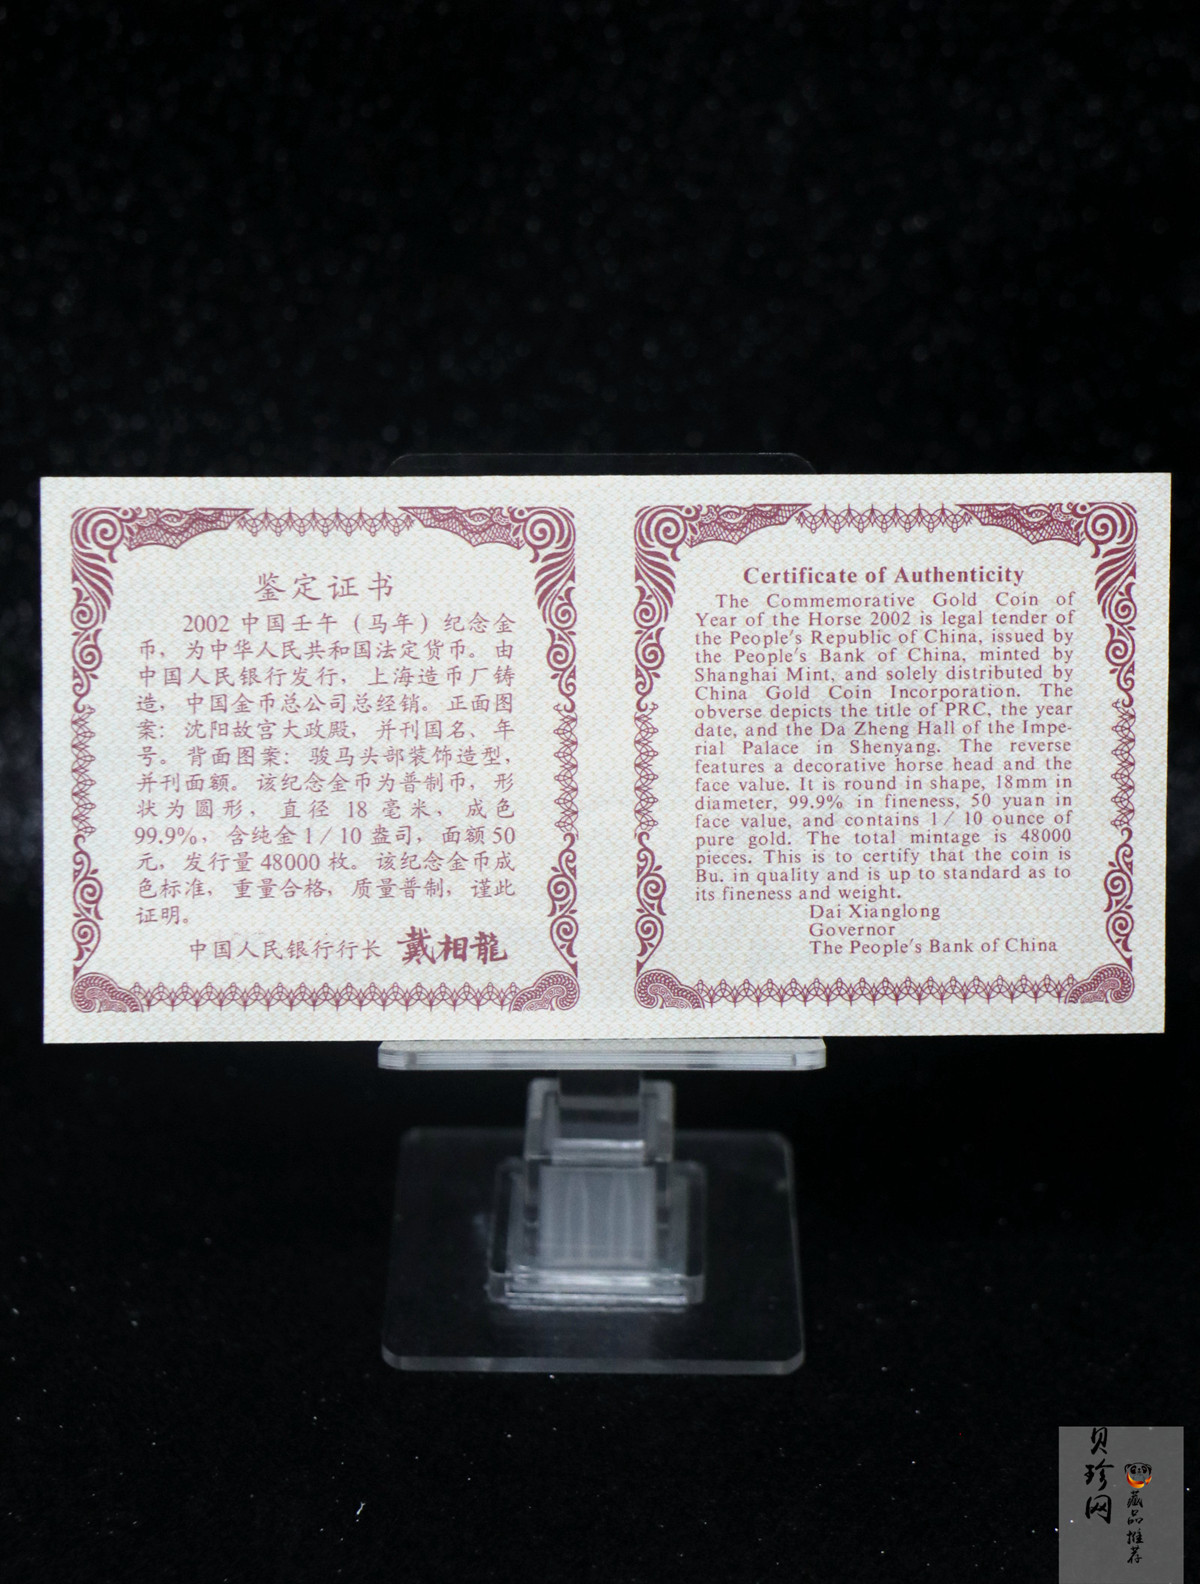 鉴定证书
2002 中国壬午（马年）纪念金
币，为中华人民共和国法定货币。由
中国人民银行发行，上海造币厂铸
造，中国金币总公司总经销。正面图
案：沈阳故宫大政殿，并刊国名、年
号。背面图案：骏马头部装饰造型，
并刊面额。该纪念金币为普制币，形
状为圆形，直径 18 毫米，成色
99.9%，含纯金 1 / 10 盎司，面额 50
元，发行量 48000 枚。该纪念金币成
色标准，重量合格，质量普制，谨此
证明。
中国人民银行行长 戴相龍
Certificate of Authenticity
The Commemorative Gold Coin of
Year of the Horse 2002 is legal tender of
the People's Republic of China, issued by
the People's Bank of China, minted by
Shanghai Mint, and solely distributed by
China Gold Coin Incorporation. The
obverse depicts the title of PRC, the year
date, and the Da Zheng Hall of the Impe-
rial Palace in Shenyang. The reverse
features a decorative horse head and the
face value. It is round in shape, 18mm in
diameter, 99.9% in fineness, 50 yuan in
face value, and contains 1 / 10 ounce of
pure gold. The total mintage is 48000
pieces. This is to certify that the coin is
Bu. in quality and is up to standard as to
its fineness and weight.
Dai Xianglong
Governor
The People's Bank of China
贝珍网
藏品推荐